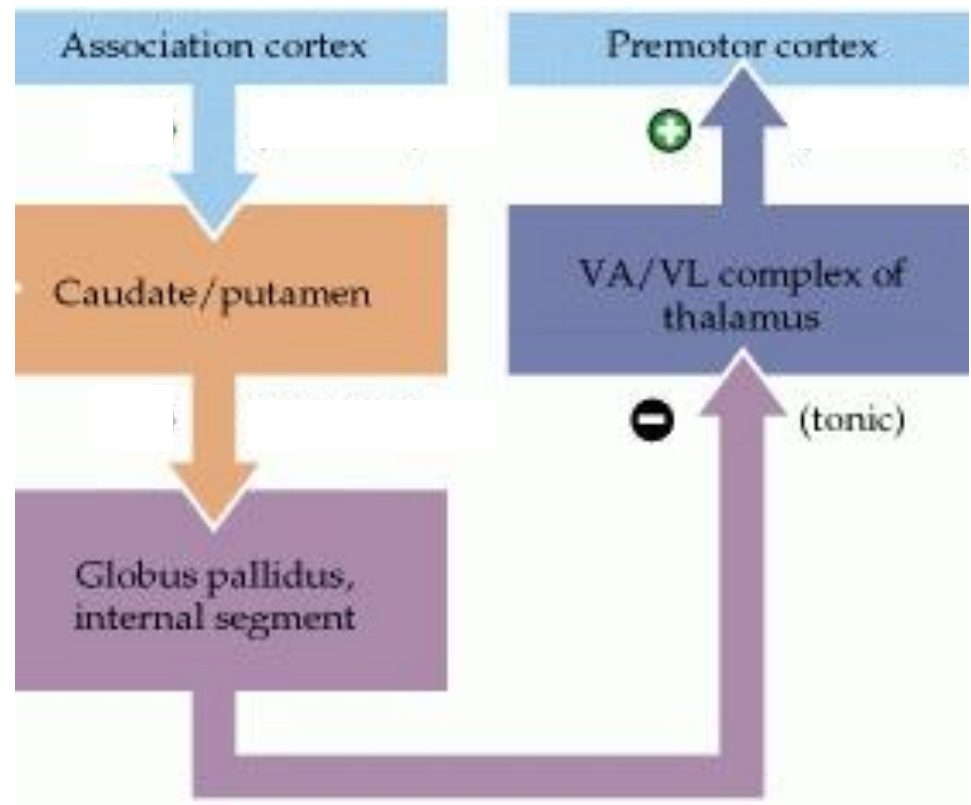 Association cortex
Premotor cortex
Caudate/putamen
VA/VL complex of
thalamus
(tonic)
Globus pallidus,
internal segment